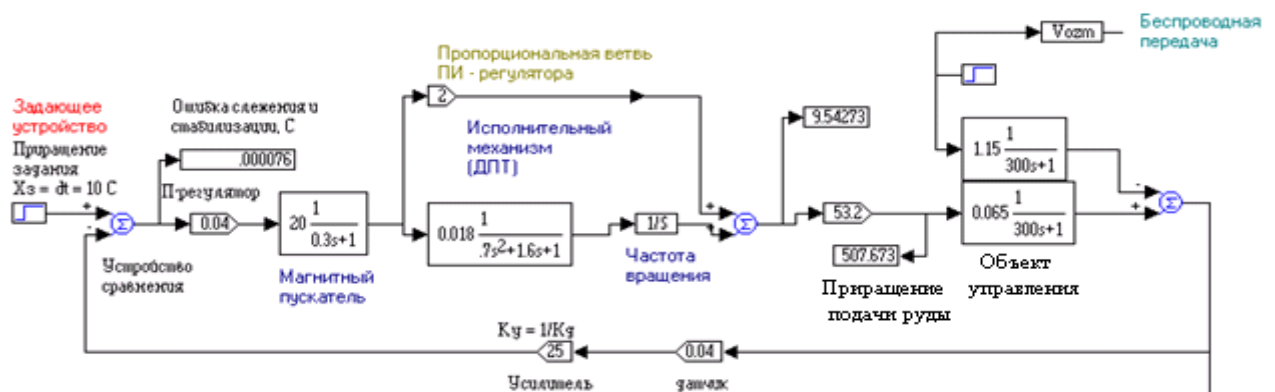 Беспроводная
передача
Vozm
Пропорциональная ветвь
ПИ - регулятора
2
Задающее
устройство
Приращение
задания
Xз = dt = 10 C
Ошибка слежения и
стабилизации, С
.000076
Исполнительный
механизм
(ДПТ)
9.54273
1.15 1
300s+1
П-регулятор
+
-
Σ
0.04
20 1
0.3s+1
0.018 1
.7s²+1.6s+1
1/S
+
+
Σ
53.2
0.065 1
300s+1
-
+
Σ
507.673
Устройство
сравнения
Магнитный
пускатель
Частота
вращения
Приращение
подачи руды
Объект
управления
Ky = 1/Kg
25
0.04
Усилитель
датчик